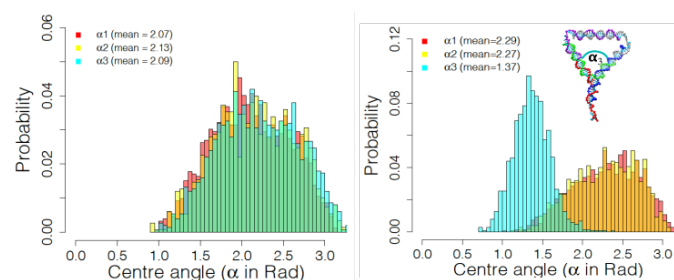 0.06
α1 (mean = 2.07)
α2 (mean = 2.13)
α3 (mean = 2.09)
Probability
0.04
0.02
0.00
0.0 0.5 1.0 1.5 2.0 2.5 3.0
Centre angle (α in Rad)
0.12
α1 (mean=2.29)
α2 (mean=2.27)
α3 (mean=1.37)
α3
Probability
0.08
0.04
0.00
0.0 0.5 1.0 1.5 2.0 2.5 3.0
Centre angle (α in Rad)